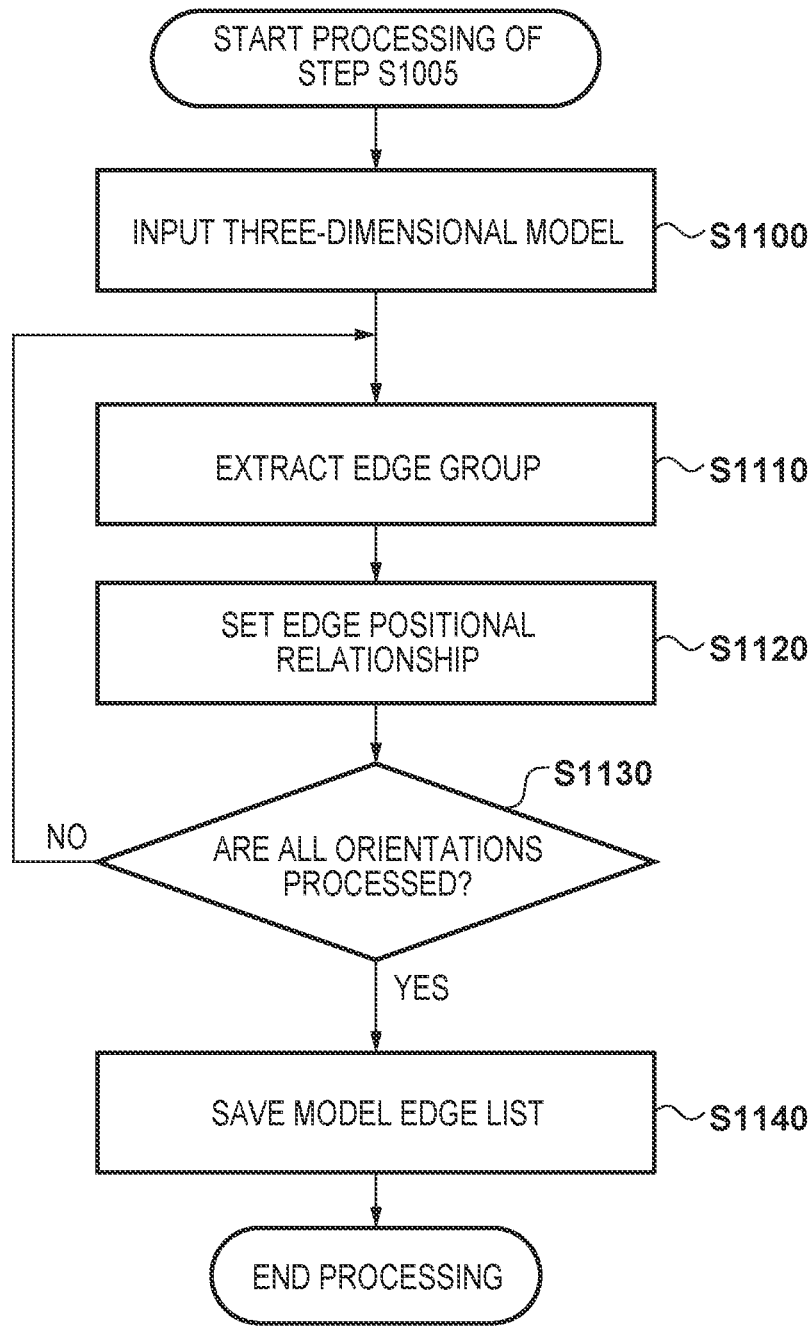 START PROCESSING OF
STEP S1005
INPUT THREE-DIMENSIONAL MODEL
S1100
EXTRACT EDGE GROUP
S1110
SET EDGE POSITIONAL
RELATIONSHIP
S1120
S1130
NO
ARE ALL ORIENTATIONS
PROCESSED?
YES
SAVE MODEL EDGE LIST
S1140
END PROCESSING